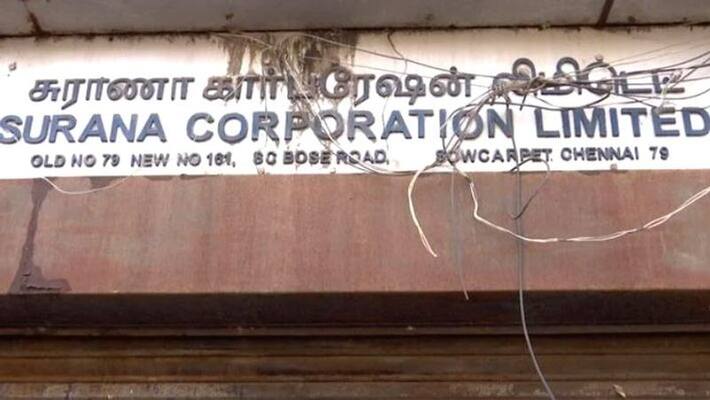 சுராணா கார்ப்பரேஷன் லிமிடெட்
SURANA CORPORATION LIMITED
OLD NO 79 NEW NO 161, SC BOSE ROAD, SOWCARPET, CHENNAI 79